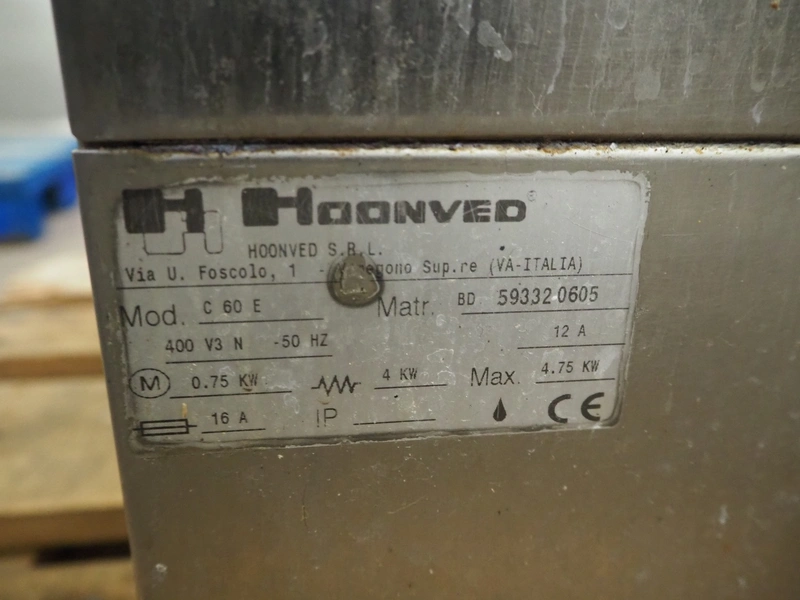 H HOONVED®
HOONVED S.R.L.
Via U. Foscolo, 1 - Sup.re (VA-ITALIA)
Mod. C 60 E Matr. BD 59332 0605
400 V3 N -50 HZ 12 A
M 0.75 KW 4 KW Max. 4.75 KW
16 A IP CE